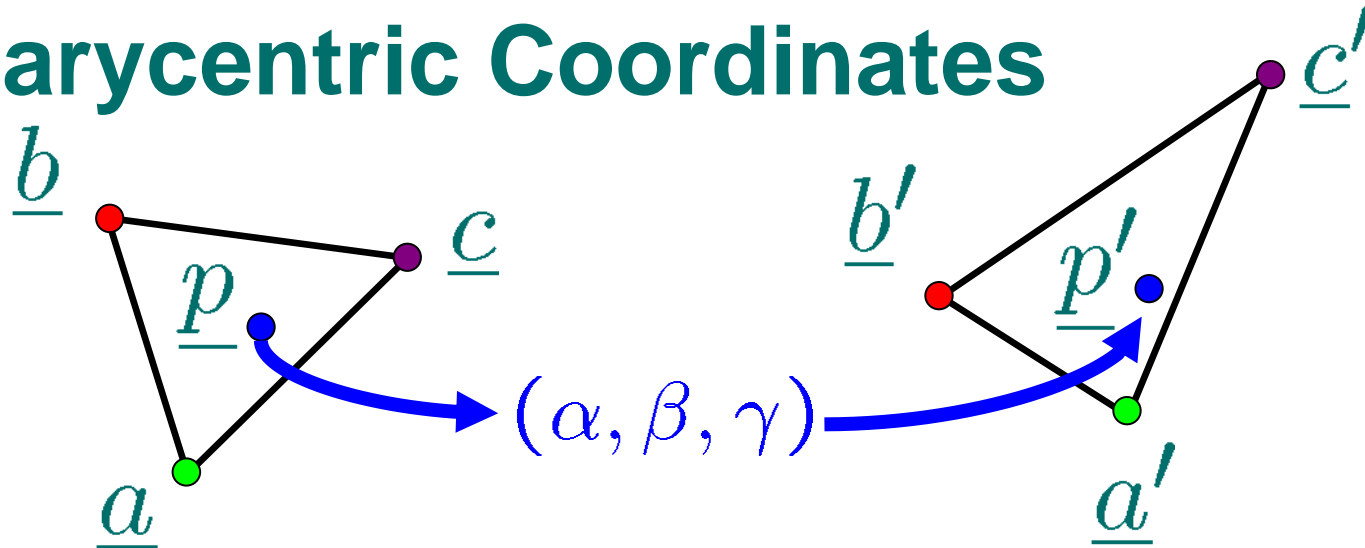 arycentric Coordinates
c′
b
b′
c
p
p′
(α, β, γ)
a
a′